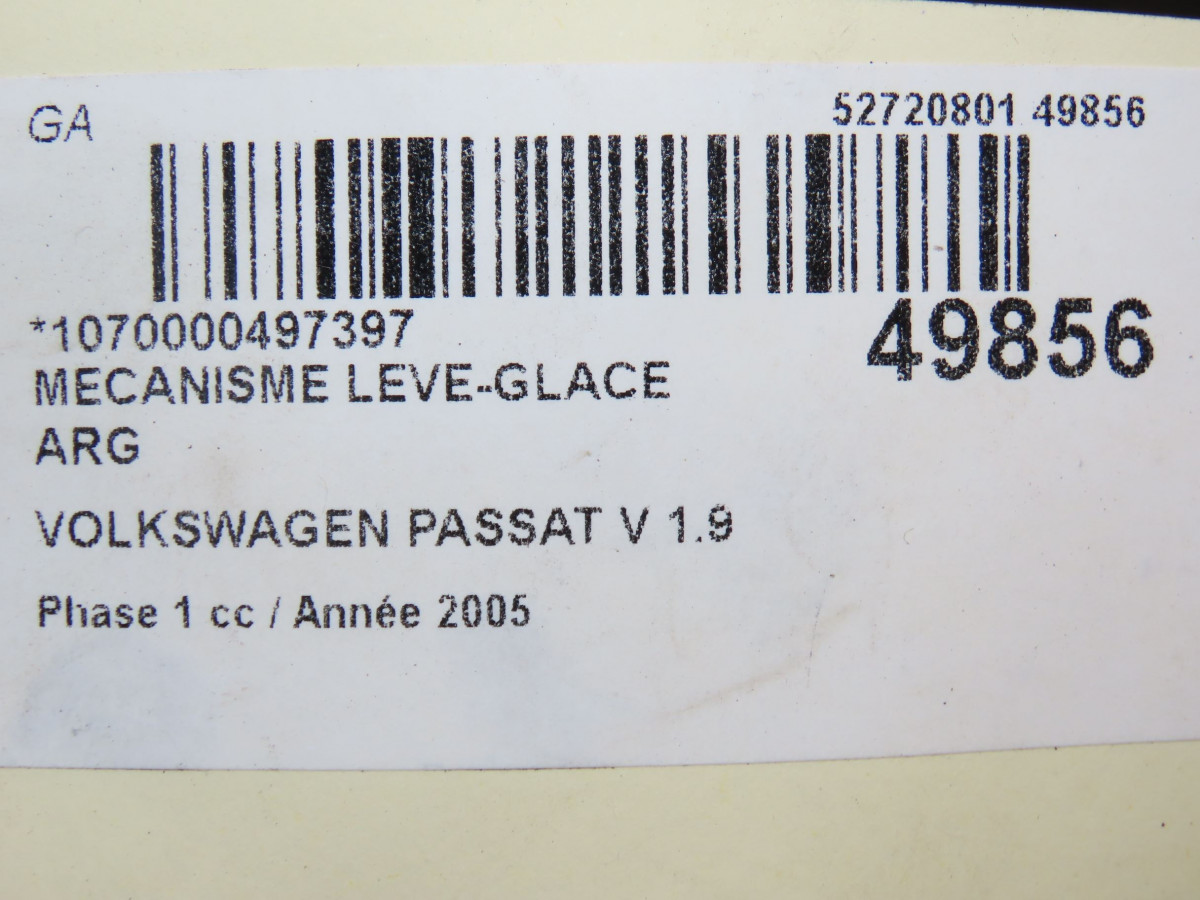 GA
52720801 49856
*1070000497397
49856
MECANISME LEVE-GLACE
ARG
VOLKSWAGEN PASSAT V 1.9
Phase 1 cc / Année 2005